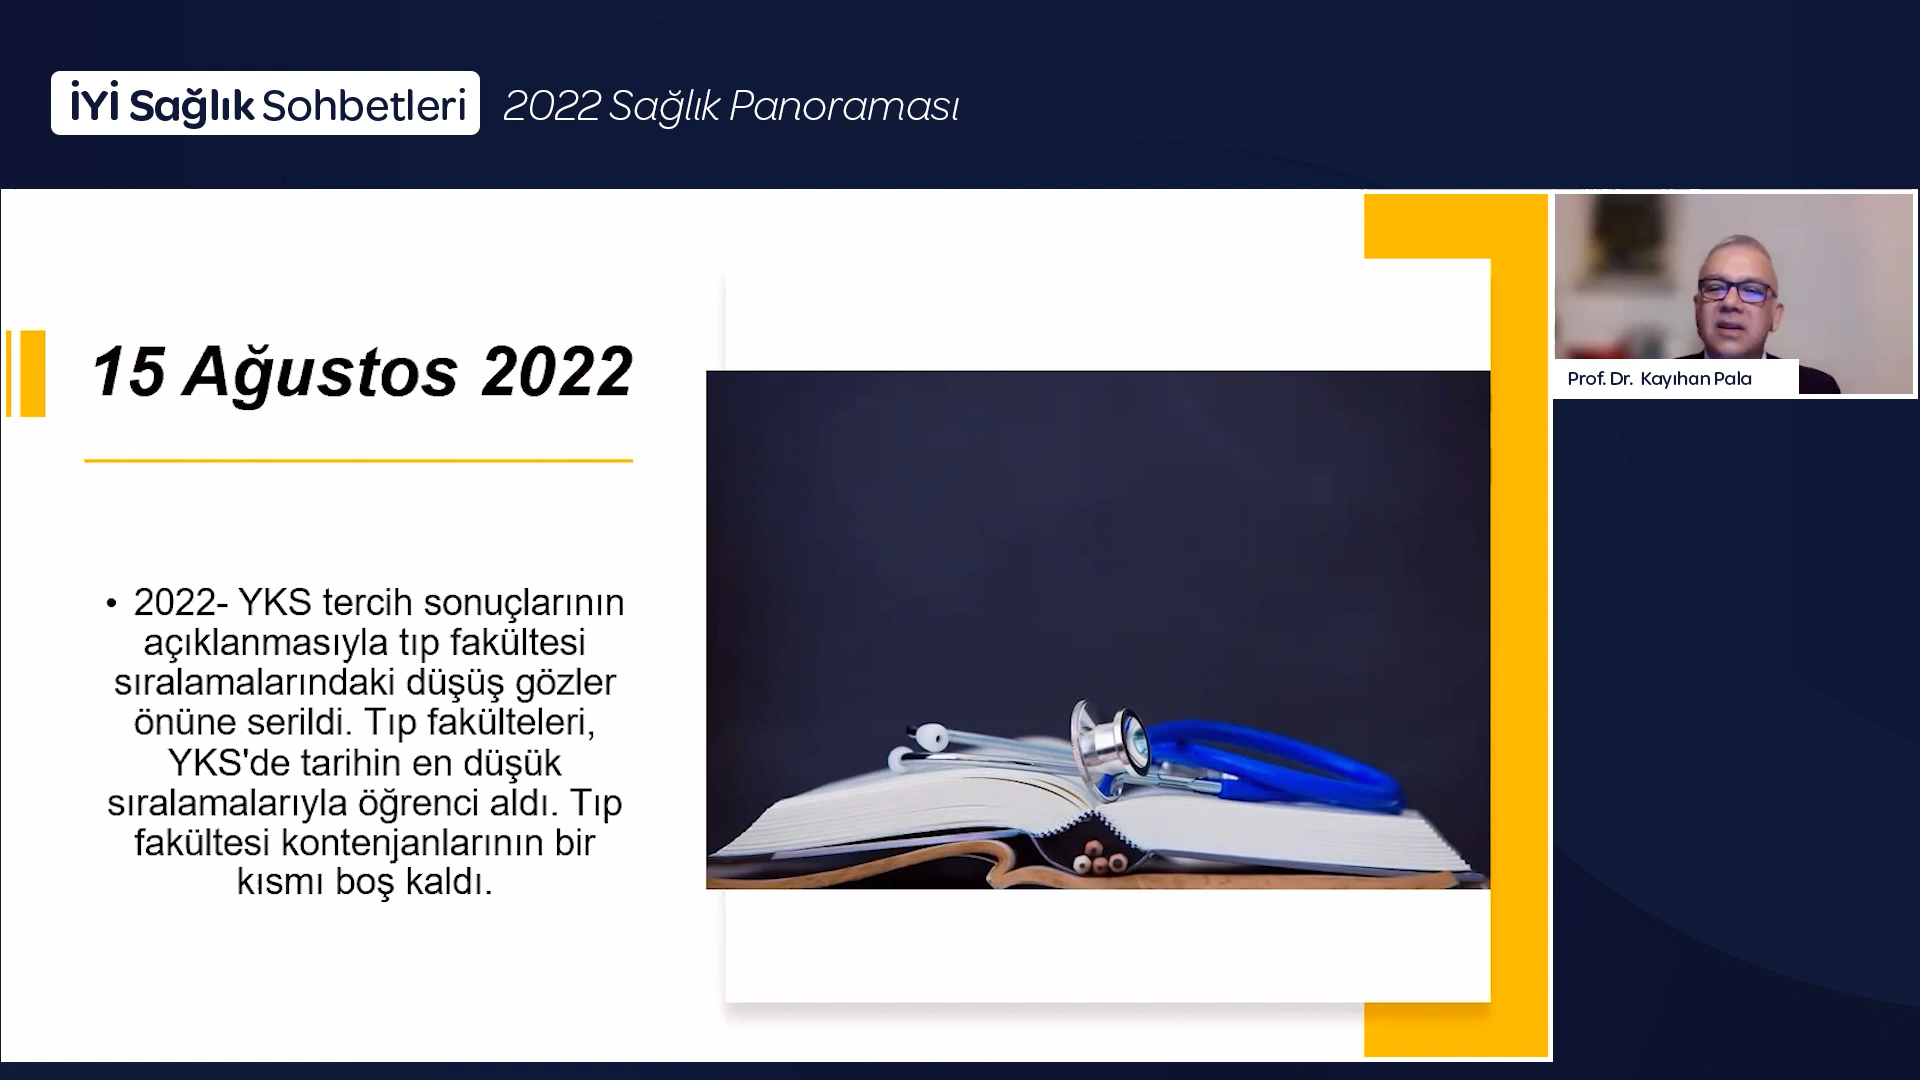 İYİ Sağlık Sohbetleri 2022 Sağlık Panoraması
15 Ağustos 2022
• 2022- YKS tercih sonuçlarının
açıklanmasıyla tıp fakültesi
sıralamalarındaki düşüş gözler
önüne serildi. Tıp fakülteleri,
YKS'de tarihin en düşük
sıralamalarıyla öğrenci aldı. Tıp
fakültesi kontenjanlarının bir
kısmı boş kaldı.
Prof. Dr. Kayıhan Pala